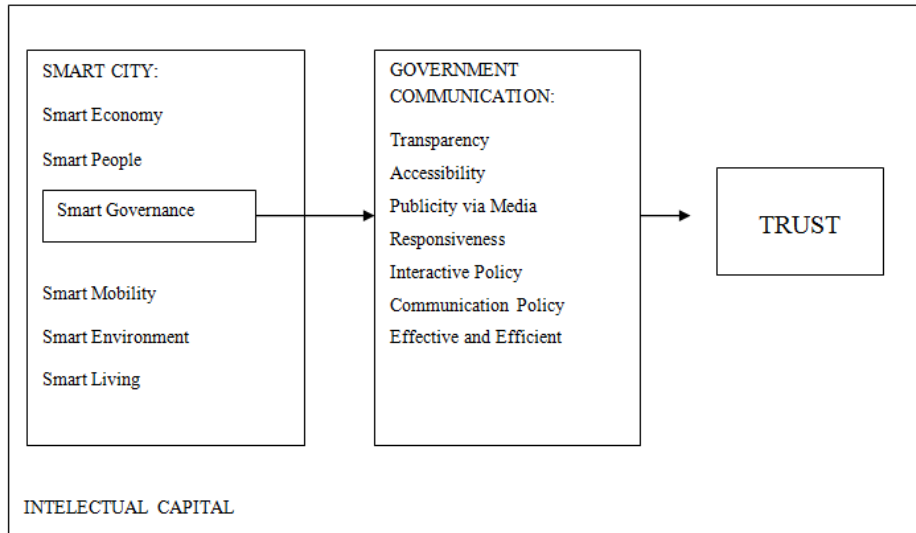 SMART CITY:
Smart Economy
Smart People
Smart Governance
Smart Mobility
Smart Environment
Smart Living
GOVERNMENT
COMMUNICATION:
Transparency
Accessibility
Publicity via Media
Responsiveness
Interactive Policy
Communication Policy
Effective and Efficient
TRUST
INTELECTUAL CAPITAL